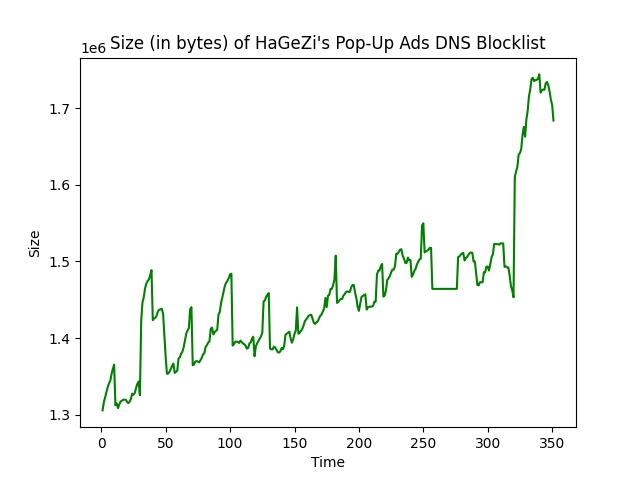 Size (in bytes) of HaGeZi's Pop-Up Ads DNS Blocklist
1e6
1.7
1.6
1.5
1.4
1.3
Size
0 50 100 150 200 250 300 350
Time